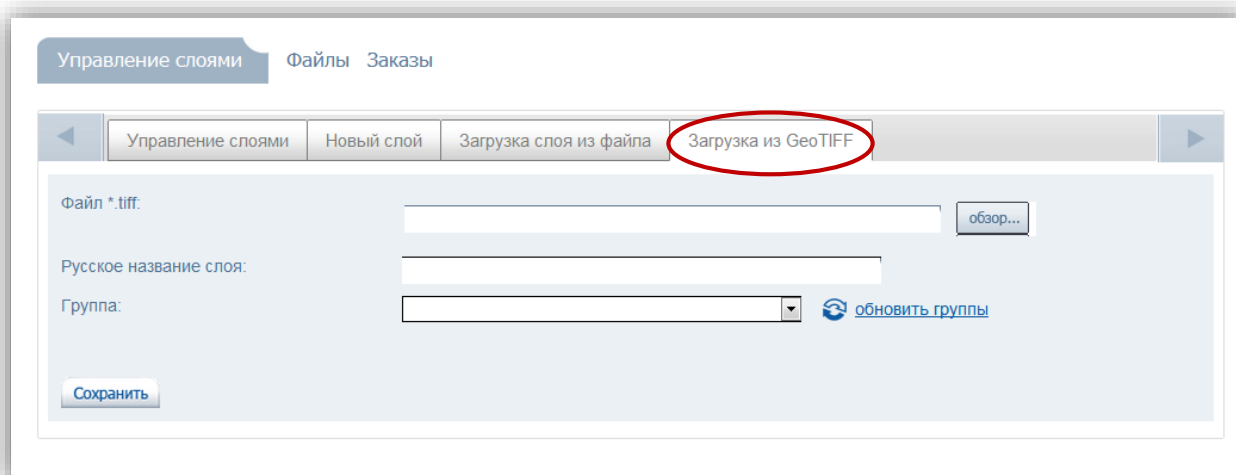 Управление слоями Файлы Заказы
Управление слоями Новый слой Загрузка слоя из файла Загрузка из GeoTIFF
Файл *.tiff: обзор...
Русское название слоя:
Группа: обновить группы
Сохранить